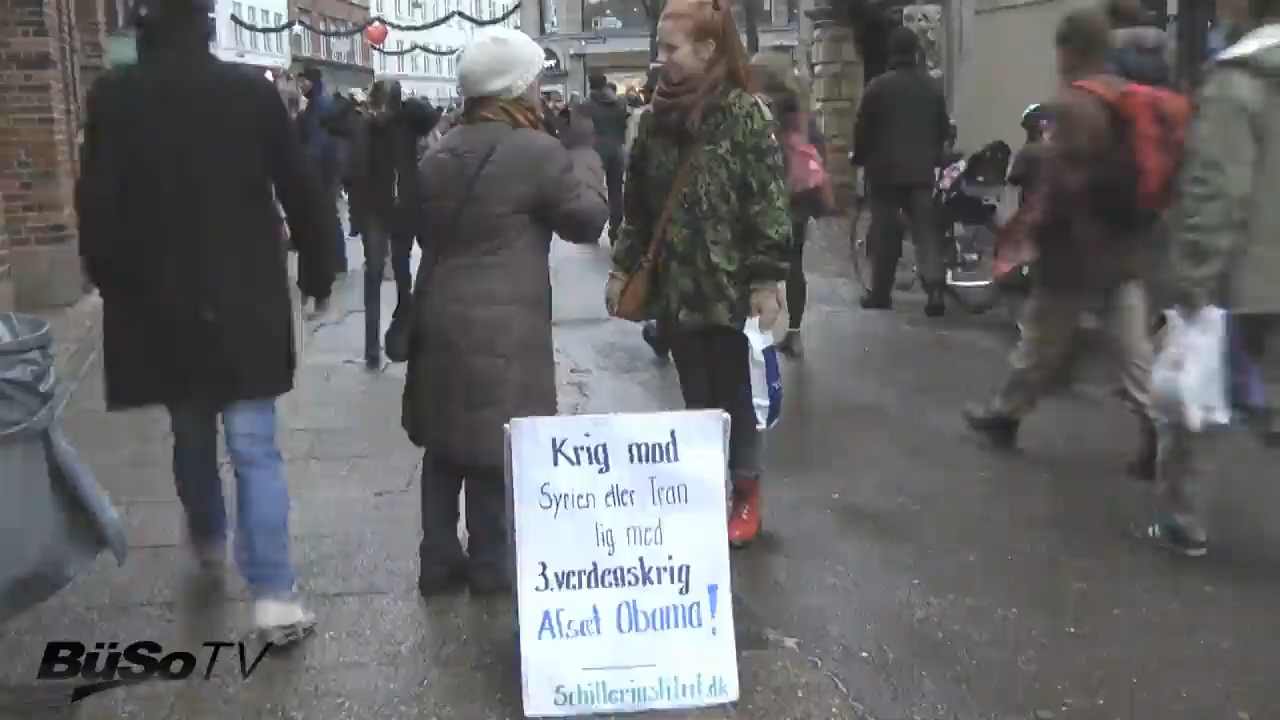 Krig mod
Syrien eller Iran
lig med
3.verdenskrig
Afsæt Obama!
Schillerinstitut.dk
BüSoTV